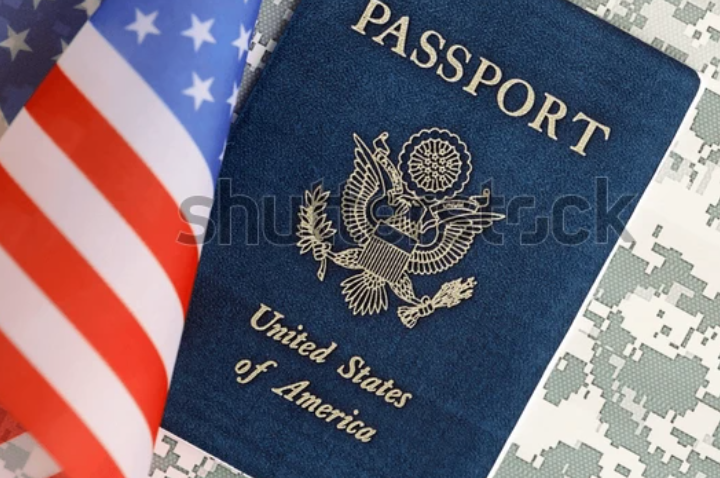 PASSPORT
shutterstock
United States
of America